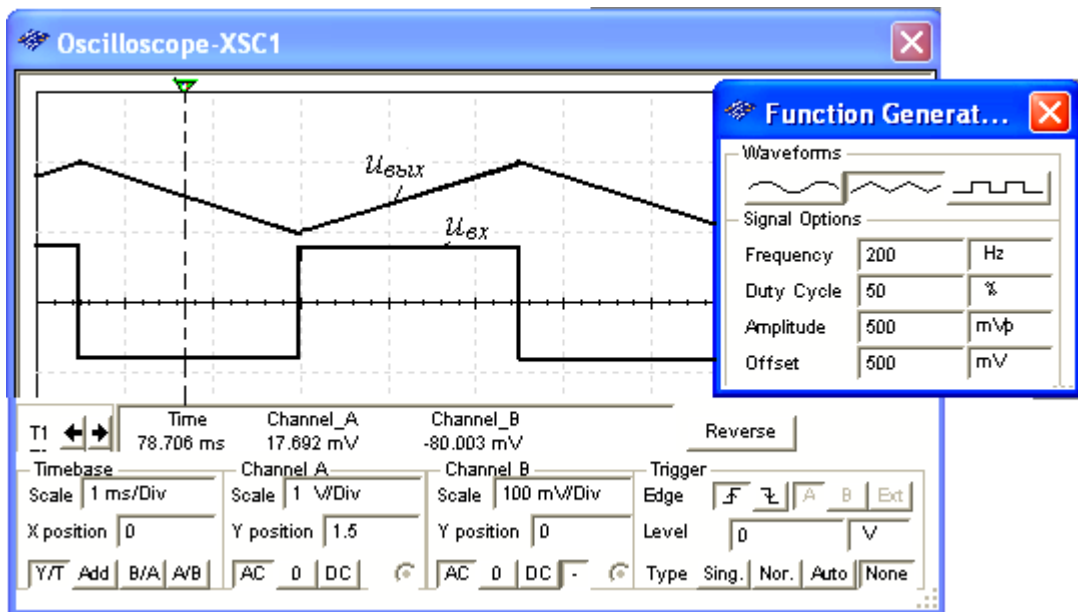 Oscilloscope-XSC1
Function Generat...
Waveforms
Signal Options
Frequency 200 Hz
Duty Cycle 50 %
Amplitude 500 mVp
Offset 500 mV
uвых
uвх
T1
Time Channel_A Channel_B
78.706 ms 17.692 mV -80.003 mV
Reverse
Timebase Channel A Channel B Trigger
Scale 1 ms/Div Scale 1 V/Div Scale 100 mV/Div Edge A B Ext
X position 0 Y position 1.5 Y position 0 Level 0 V
Y/T Add B/A A/B AC 0 DC AC 0 DC - Type Sing. Nor. Auto None